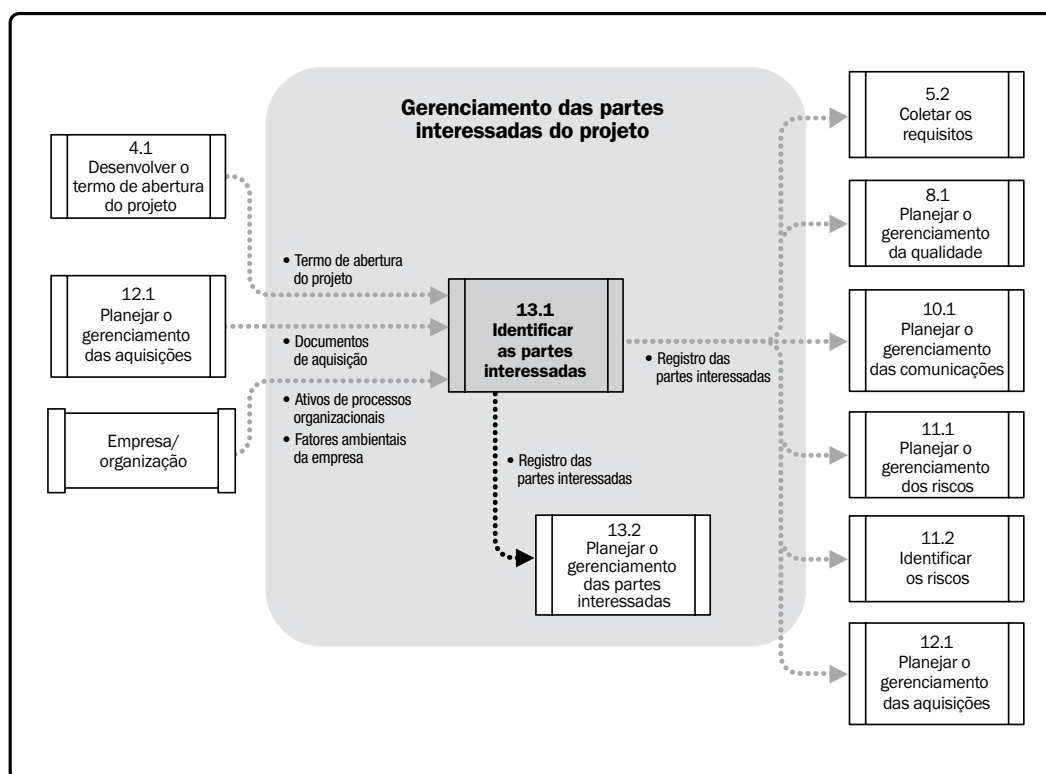 Gerenciamento das partes
interessadas do projeto
4.1
Desenvolver o
termo de abertura
do projeto
12.1
Planejar o
gerenciamento
das aquisições
Empresa/
organização
• Termo de abertura
do projeto
• Documentos
de aquisição
• Ativos de processos
organizacionais
• Fatores ambientais
da empresa
13.1
Identificar
as partes
interessadas
• Registro das
partes interessadas
• Registro das
partes interessadas
13.2
Planejar o
gerenciamento
das partes
interessadas
5.2
Coletar os
requisitos
8.1
Planejar o
gerenciamento
da qualidade
10.1
Planejar o
gerenciamento
das comunicações
11.1
Planejar o
gerenciamento
dos riscos
11.2
Identificar
os riscos
12.1
Planejar o
gerenciamento
das aquisições